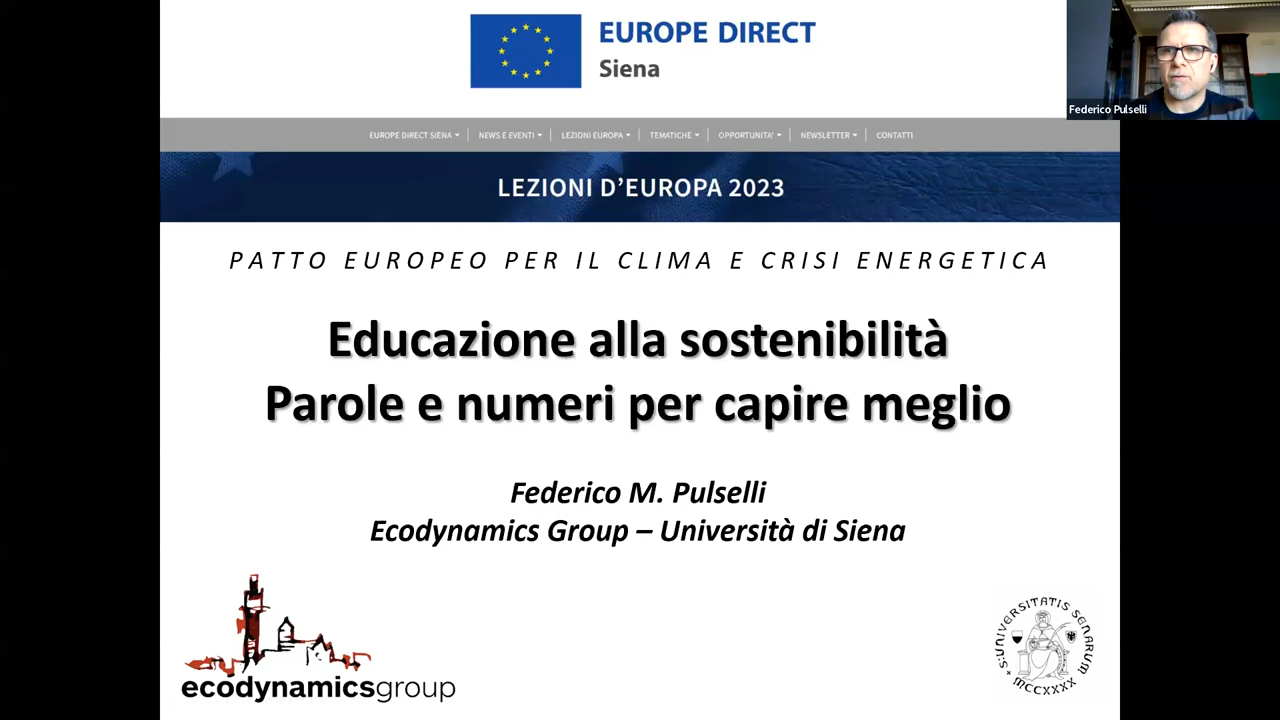 EUROPE DIRECT
Siena
Federico Pulselli
EUROPE DIRECT SIENA
NEWS E EVENTI
LEZIONI EUROPA
TEMATICHE
OPPORTUNITA'
NEWSLETTER
CONTATTI
LEZIONI D'EUROPA 2023
PATTO EUROPEO PER IL CLIMA E CRISI ENERGETICA
Educazione alla sostenibilità
Parole e numeri per capire meglio
Federico M. Pulselli
Ecodynamics Group – Università di Siena
ecodynamicsgroup
S:UNIVERSITATIS SENARUM
MCCXXXX